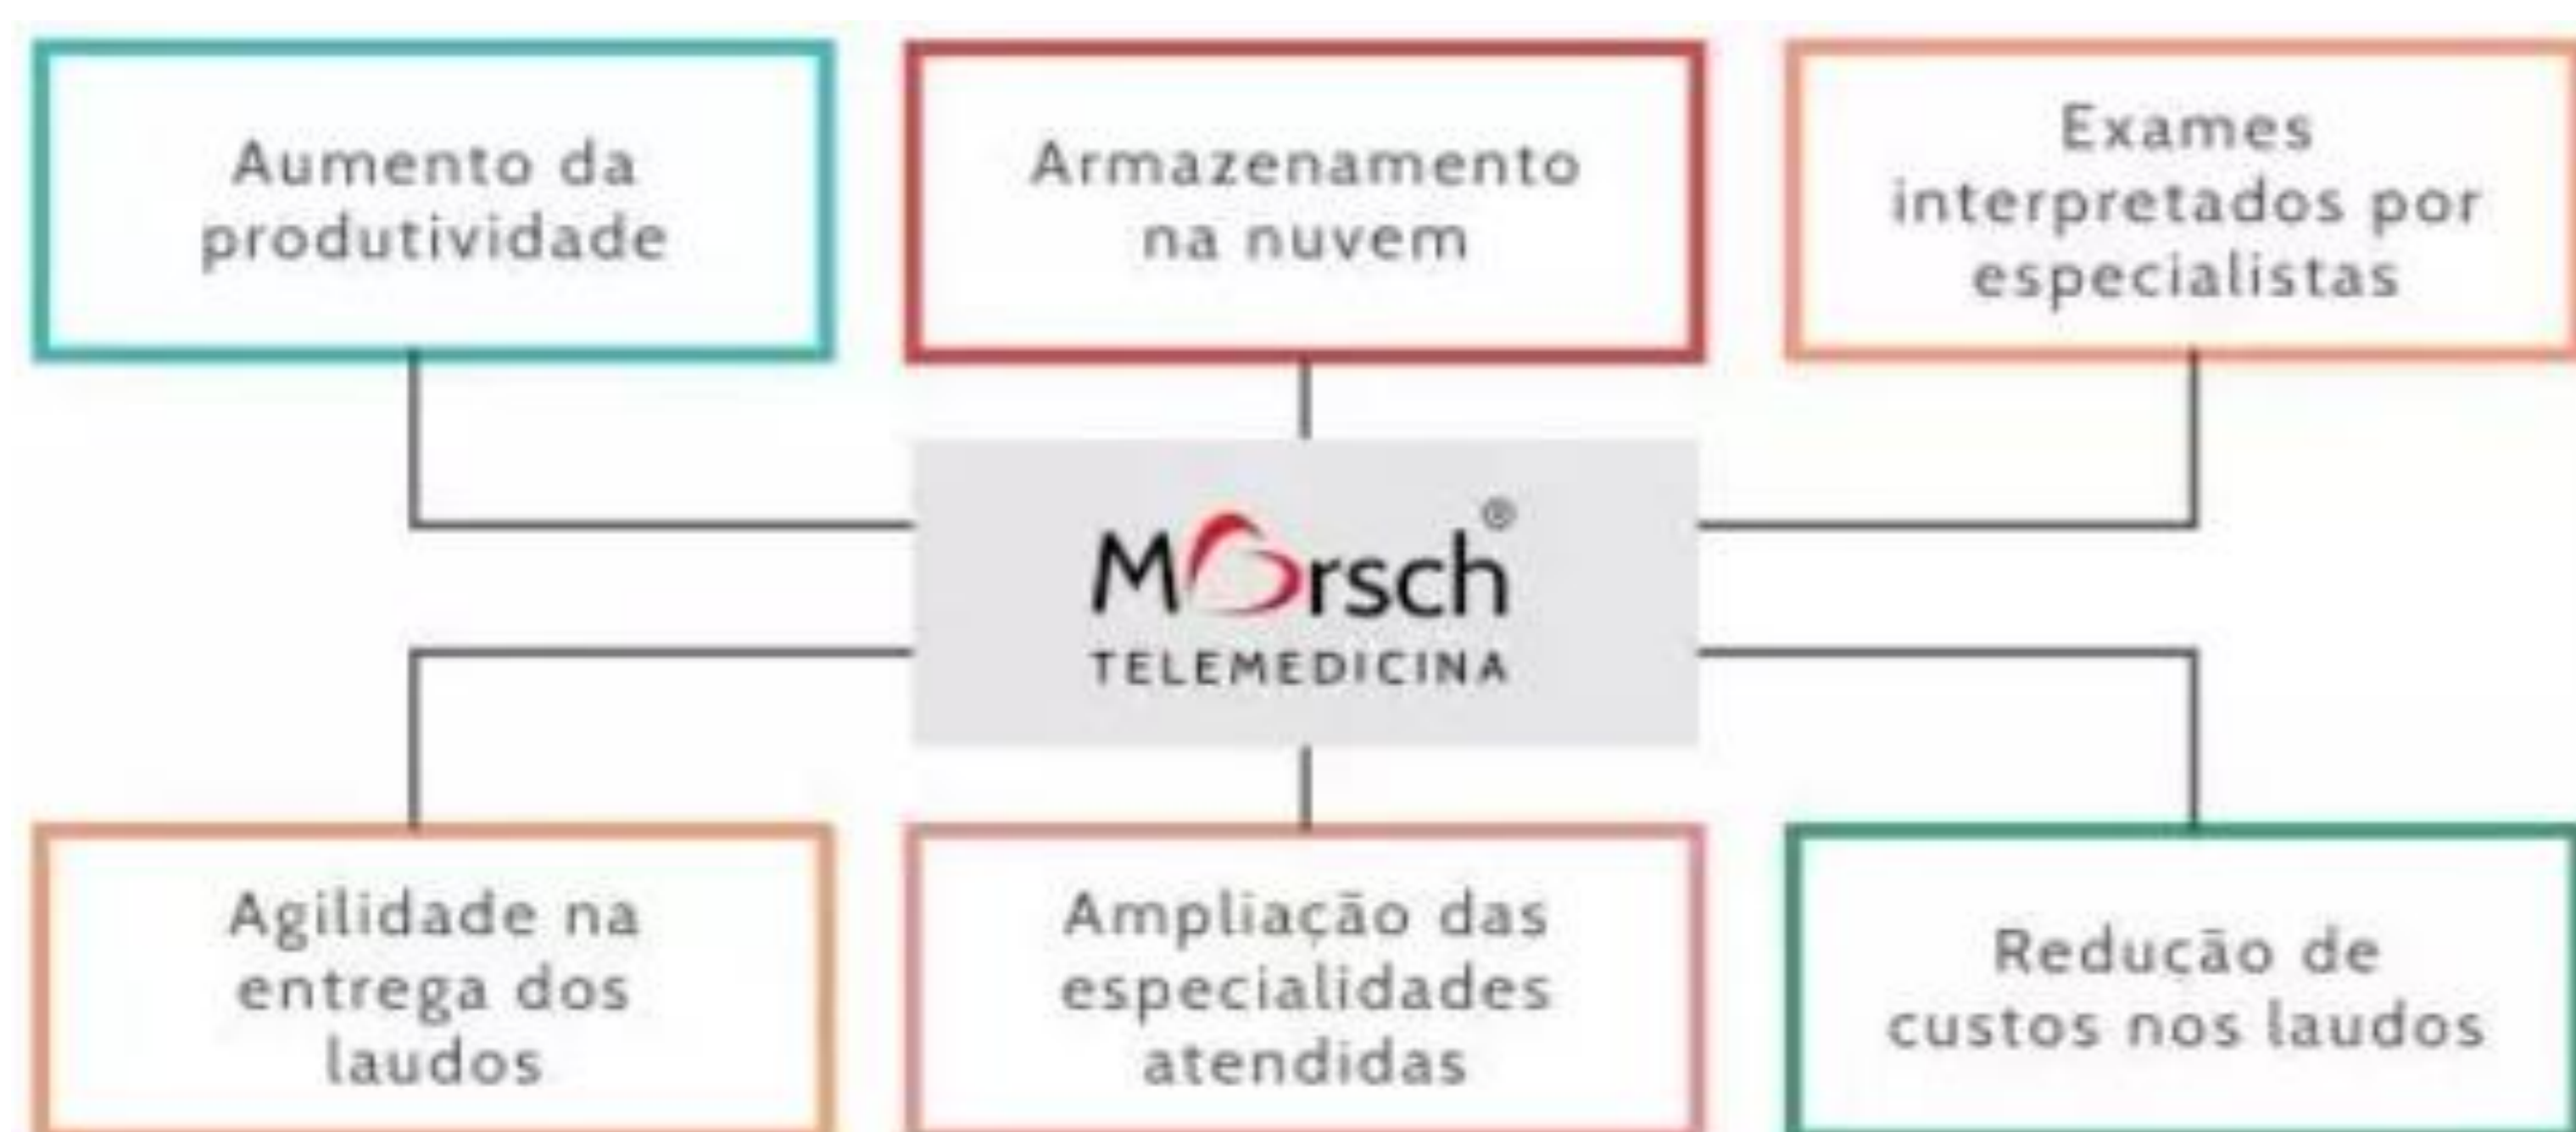 Aumento da
produtividade
Armazenamento
na nuvem
Exames
interpretados por
especialistas
Morsch®
TELEMEDICINA
Agilidade na
entrega dos
laudos
Ampliação das
especialidades
atendidas
Redução de
custos nos laudos